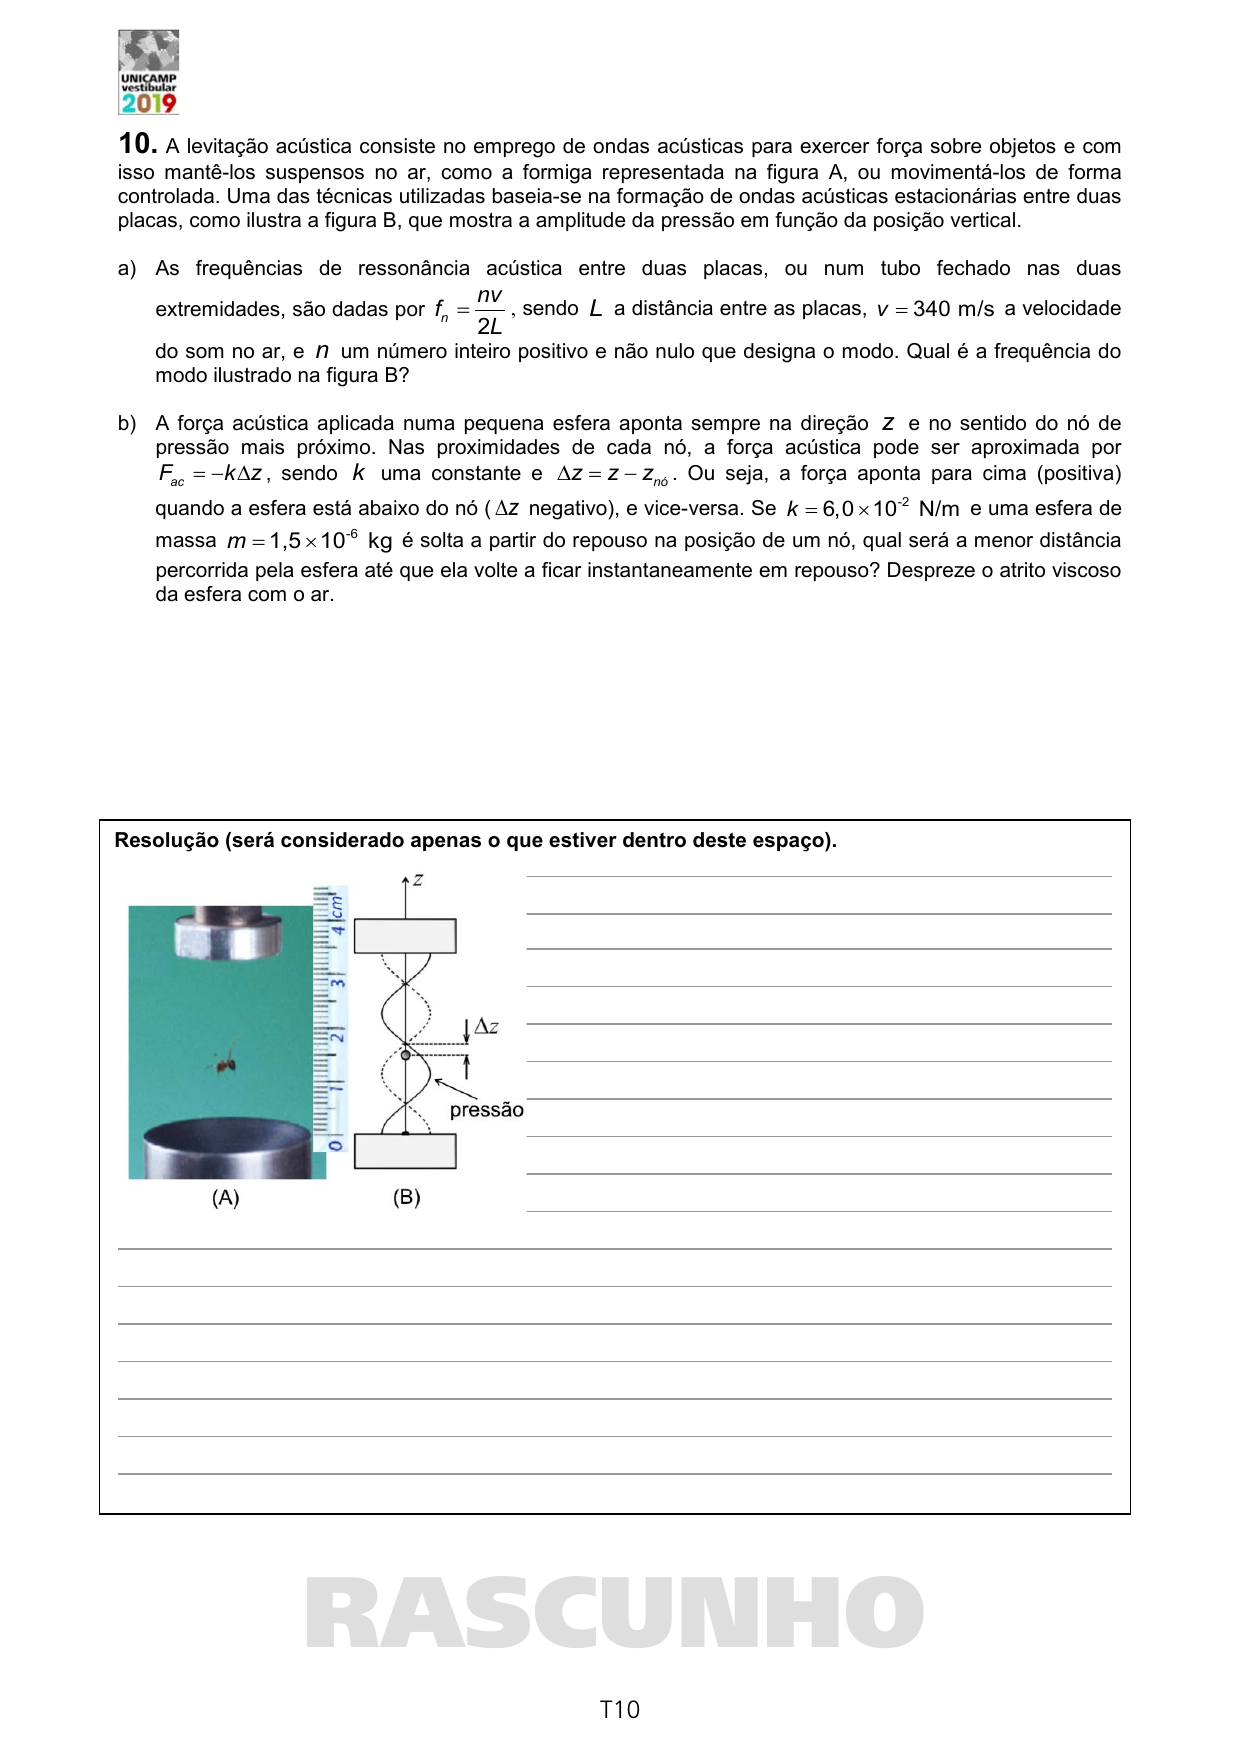 UNICAMP
vestibular
2019
10. A levitação acústica consiste no emprego de ondas acústicas para exercer força sobre objetos e com
isso mantê-los suspensos no ar, como a formiga representada na figura A, ou movimentá-los de forma
controlada. Uma das técnicas utilizadas baseia-se na formação de ondas acústicas estacionárias entre duas
placas, como ilustra a figura B, que mostra a amplitude da pressão em função da posição vertical.
a) As frequências de ressonância acústica entre duas placas, ou num tubo fechado nas duas
extremidades, são dadas por fₙ = nv/2L, sendo L a distância entre as placas, v = 340 m/s a velocidade
do som no ar, e n um número inteiro positivo e não nulo que designa o modo. Qual é a frequência do
modo ilustrado na figura B?
b) A força acústica aplicada numa pequena esfera aponta sempre na direção z e no sentido do nó de
pressão mais próximo. Nas proximidades de cada nó, a força acústica pode ser aproximada por
F_ac = −kΔz, sendo k uma constante e Δz = z − z_nó. Ou seja, a força aponta para cima (positiva)
quando a esfera está abaixo do nó (Δz negativo), e vice-versa. Se k = 6,0×10⁻² N/m e uma esfera de
massa m = 1,5×10⁻⁶ kg é solta a partir do repouso na posição de um nó, qual será a menor distância
percorrida pela esfera até que ela volte a ficar instantaneamente em repouso? Despreze o atrito viscoso
da esfera com o ar.
Resolução (será considerado apenas o que estiver dentro deste espaço).
z
cm
4
3
2
1
0
Δz
pressão
(A)
(B)
RASCUNHO
T10